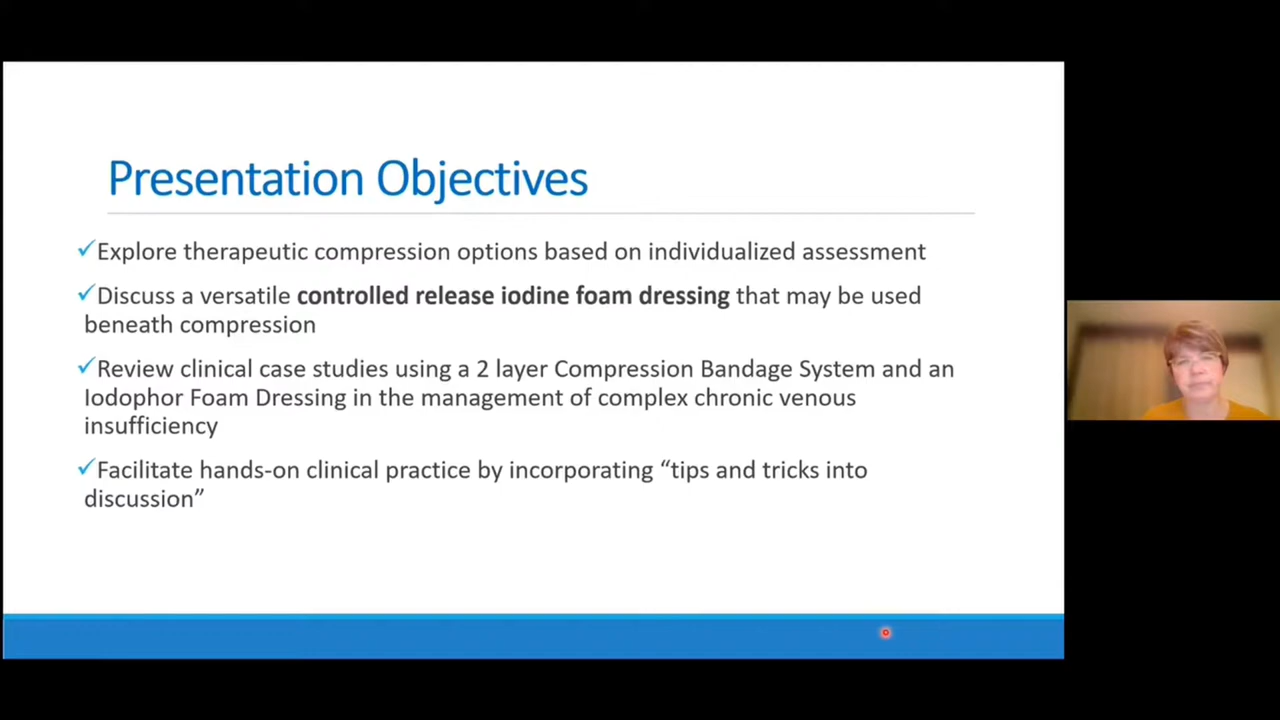 Presentation Objectives
✓Explore therapeutic compression options based on individualized assessment
✓Discuss a versatile controlled release iodine foam dressing that may be used
beneath compression
✓Review clinical case studies using a 2 layer Compression Bandage System and an
Iodophor Foam Dressing in the management of complex chronic venous
insufficiency
✓Facilitate hands-on clinical practice by incorporating “tips and tricks into
discussion”